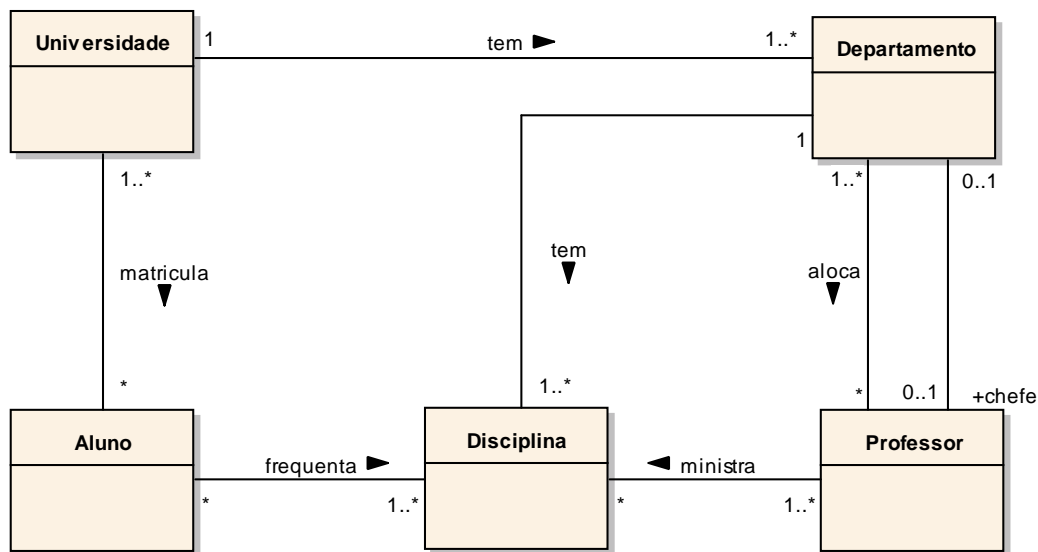 Universidade
1
tem
1..*
Departamento
1
1..*
1..*
0..1
matricula
tem
aloca
*
1..*
*
0..1
+chefe
Aluno
Disciplina
Professor
frequenta
ministra
*
1..*
*
1..*